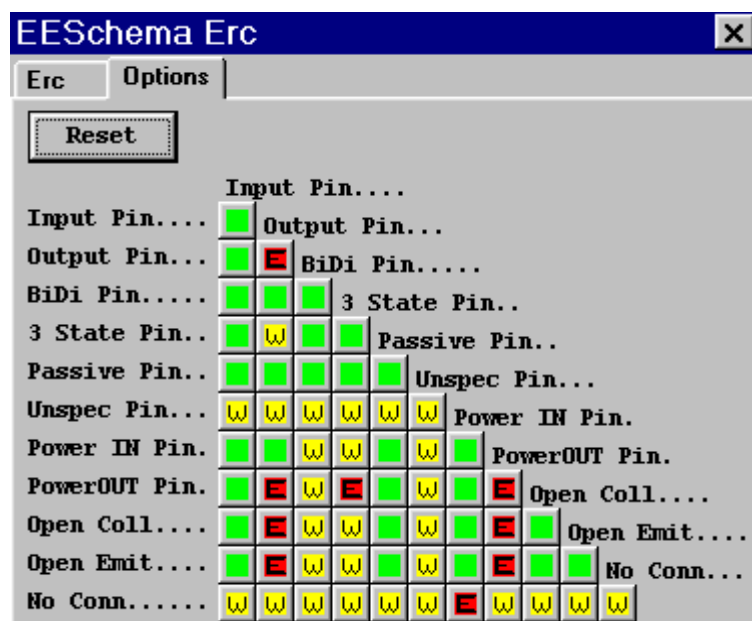 EESchema Erc
Erc Options
Reset
Input Pin....
Input Pin.... Output Pin...
Output Pin... E BiDi Pin.....
BiDi Pin..... 3 State Pin..
3 State Pin.. W Passive Pin..
Passive Pin.. Unspec Pin...
Unspec Pin... W W W W W W Power IN Pin.
Power IN Pin. W W W PowerOUT Pin.
PowerOUT Pin. E W E W E Open Coll....
Open Coll.... E W W W E Open Emit....
Open Emit.... E W W W E No Conn...
No Conn...... W W W W W W E W W W W